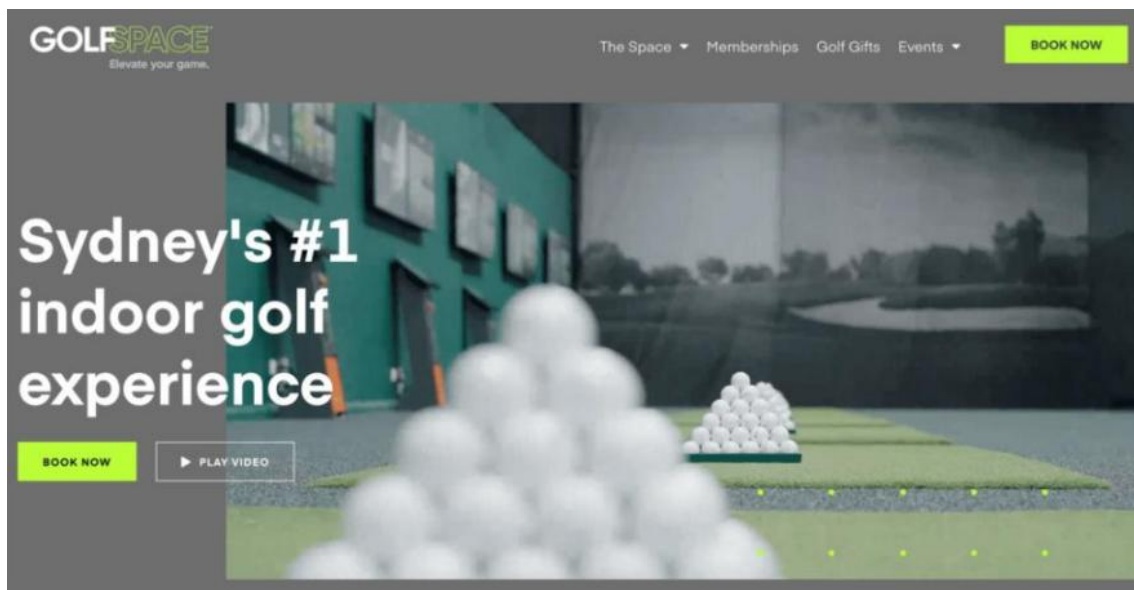 GOLFSPACE
Elevate your game.
The Space Memberships Golf Gifts Events BOOK NOW
Sydney's #1
indoor golf
experience
BOOK NOW PLAY VIDEO